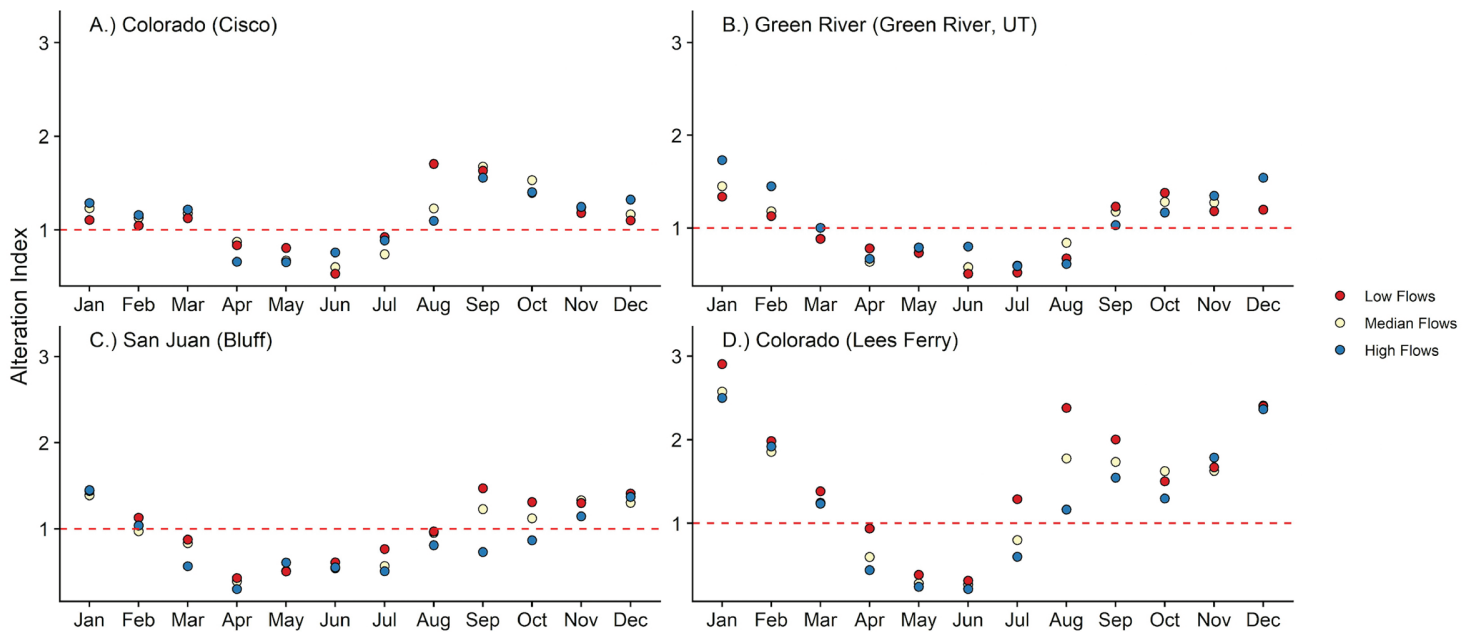 A.) Colorado (Cisco)
3
2
1
Jan Feb Mar Apr May Jun Jul Aug Sep Oct Nov Dec
B.) Green River (Green River, UT)
3
2
1
Jan Feb Mar Apr May Jun Jul Aug Sep Oct Nov Dec
Alteration Index
C.) San Juan (Bluff)
3
2
1
Jan Feb Mar Apr May Jun Jul Aug Sep Oct Nov Dec
D.) Colorado (Lees Ferry)
3
2
1
Jan Feb Mar Apr May Jun Jul Aug Sep Oct Nov Dec
Low Flows
Median Flows
High Flows